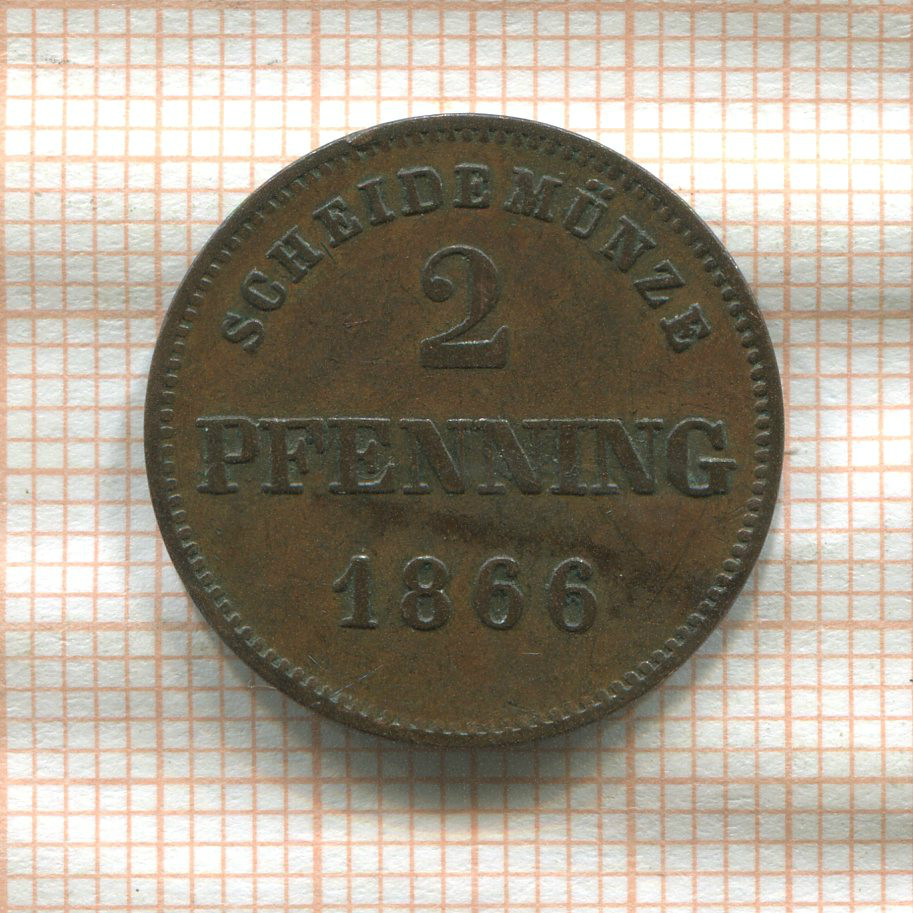 SCHEIDEMÜNZE
2
PFENNING
1866